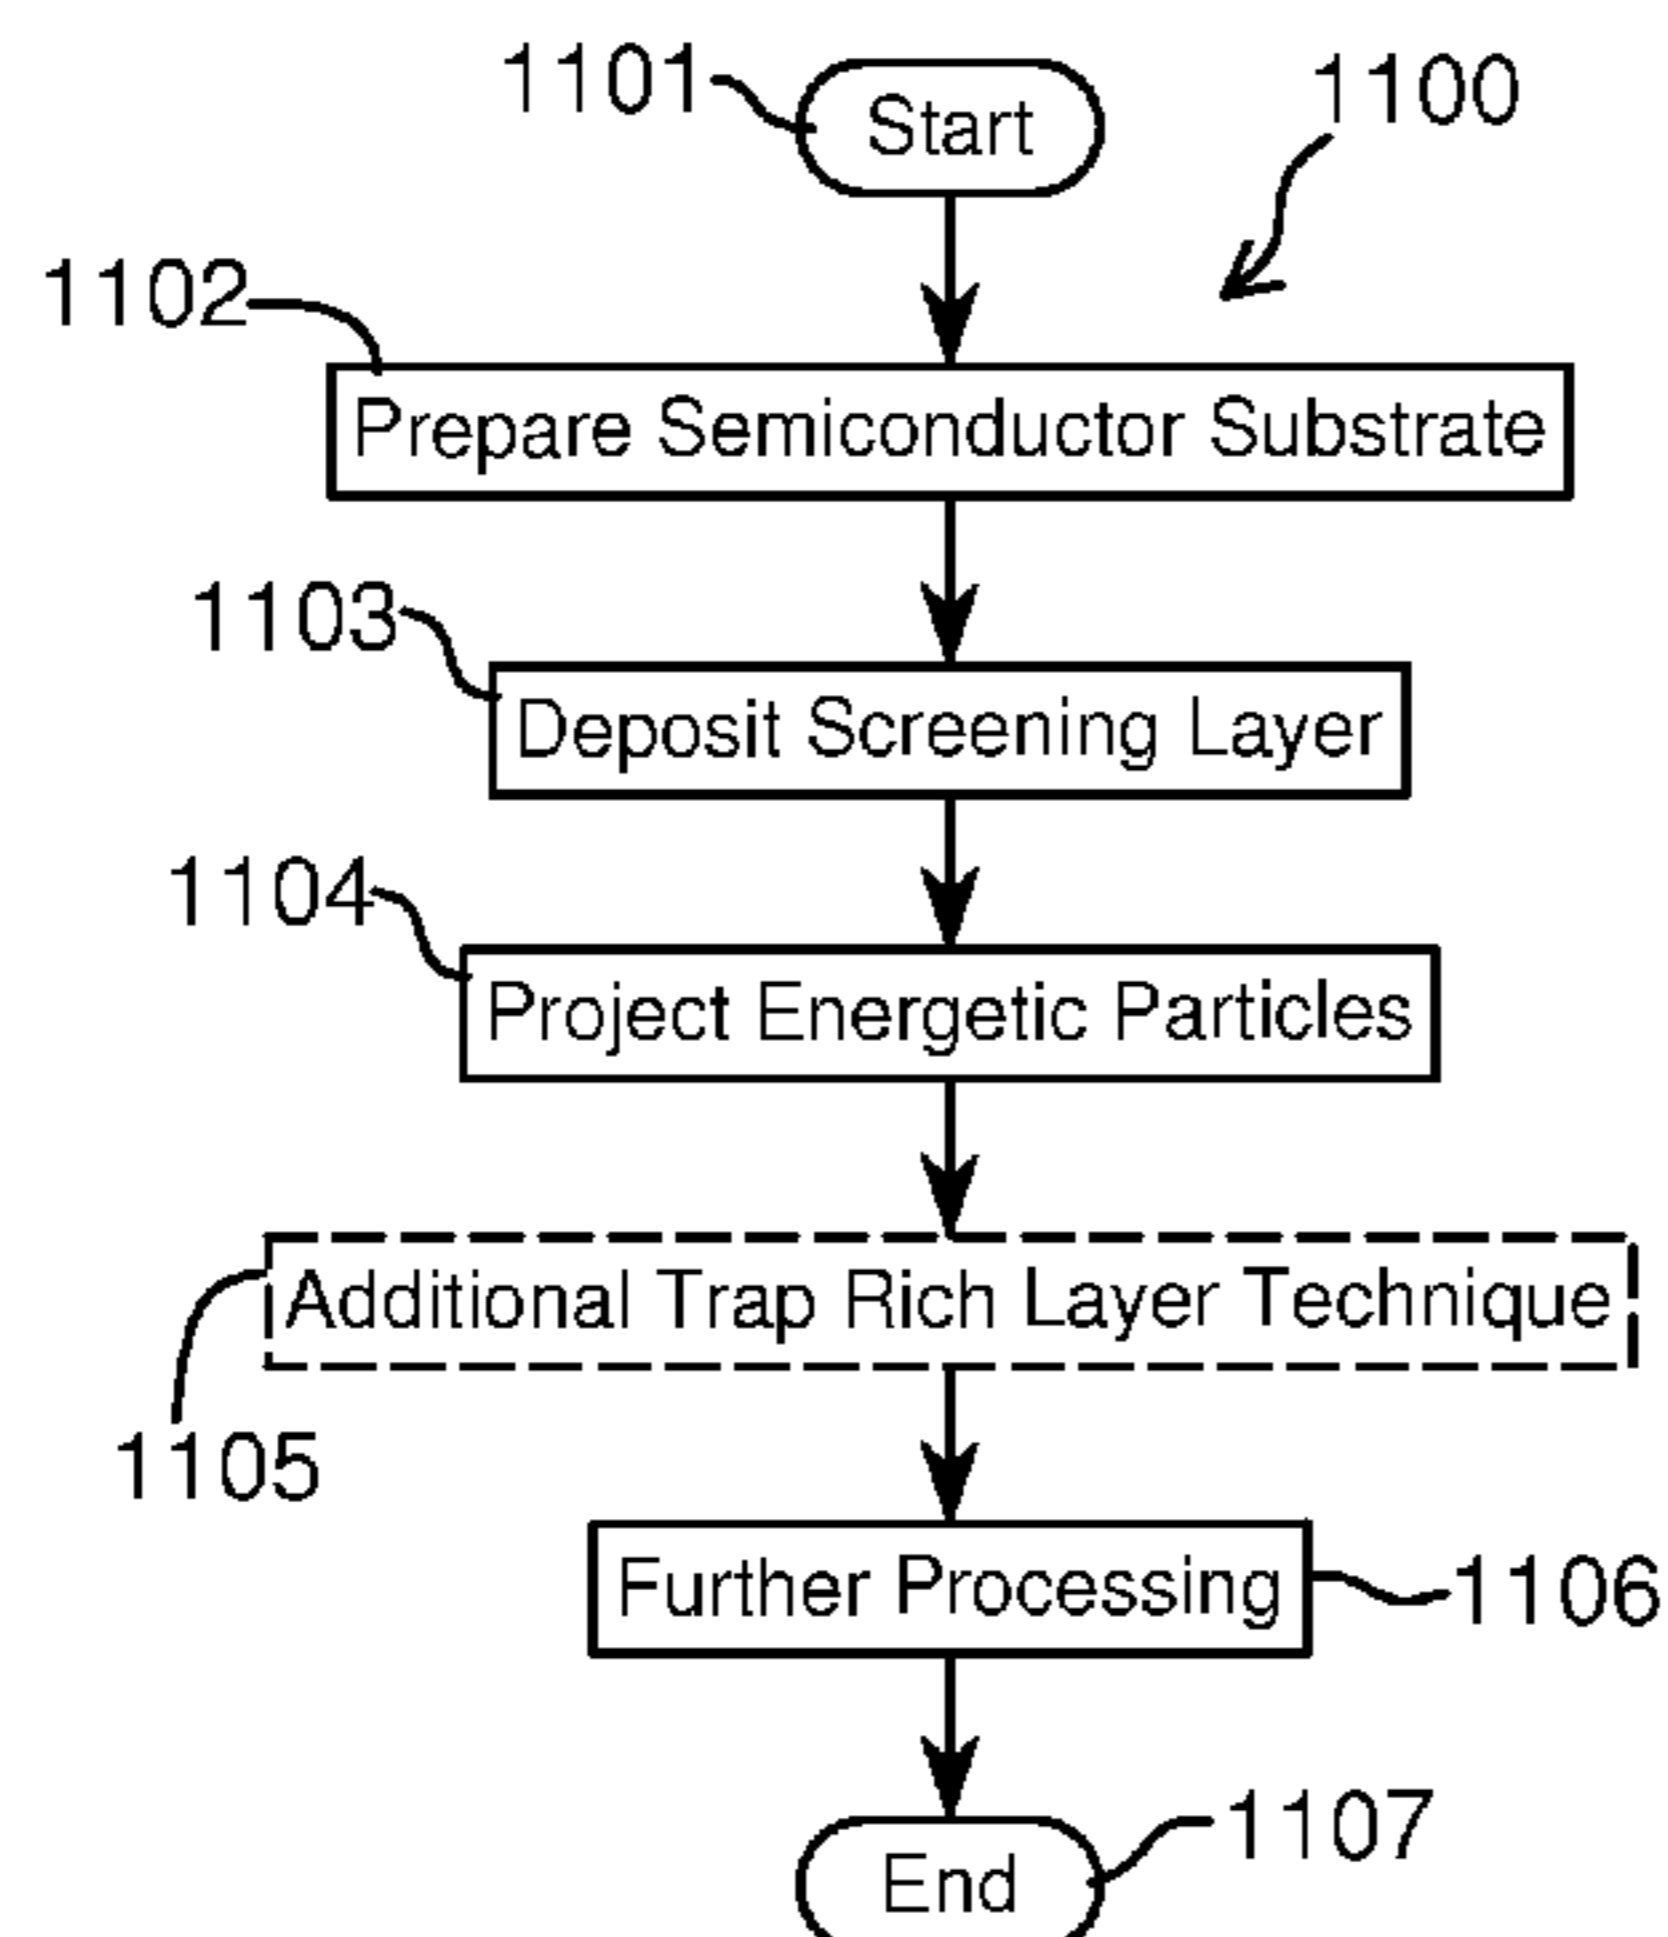 1101
Start
1100
1102
Prepare Semiconductor Substrate
1103
Deposit Screening Layer
1104
Project Energetic Particles
Additional Trap Rich Layer Technique
1105
Further Processing
1106
1107
End